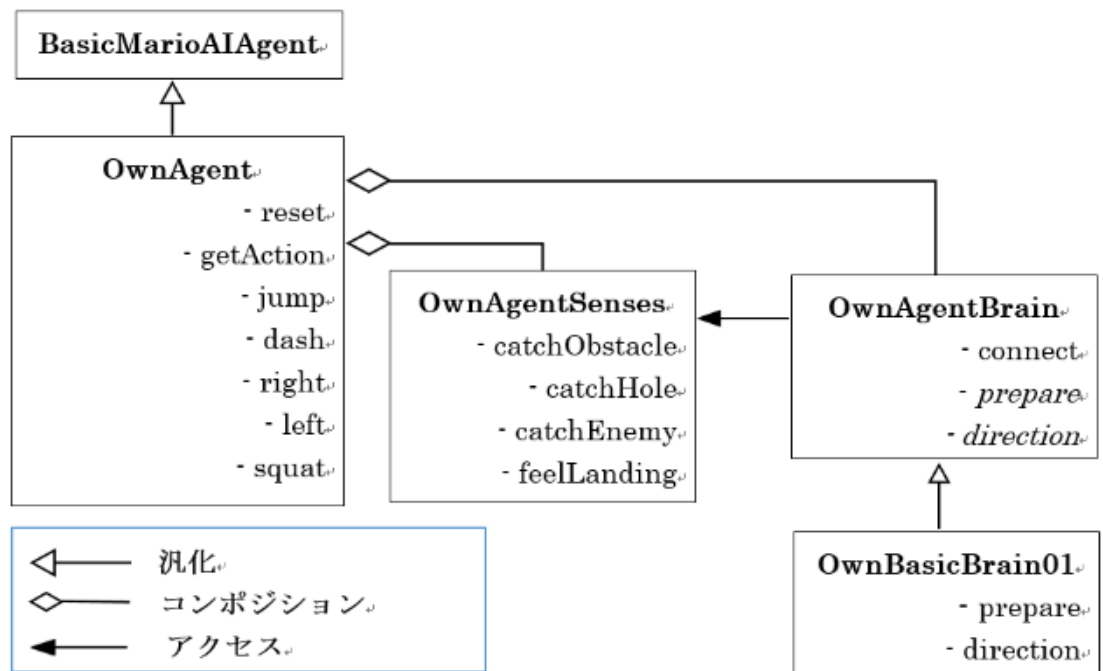 BasicMarioAIAgent
OwnAgent
- reset
- getAction
- jump
- dash
- right
- left
- squat
OwnAgentSenses
- catchObstacle
- catchHole
- catchEnemy
- feelLanding
OwnAgentBrain
- connect
- prepare
- direction
OwnBasicBrain01
- prepare
- direction
汎化
コンポジション
アクセス